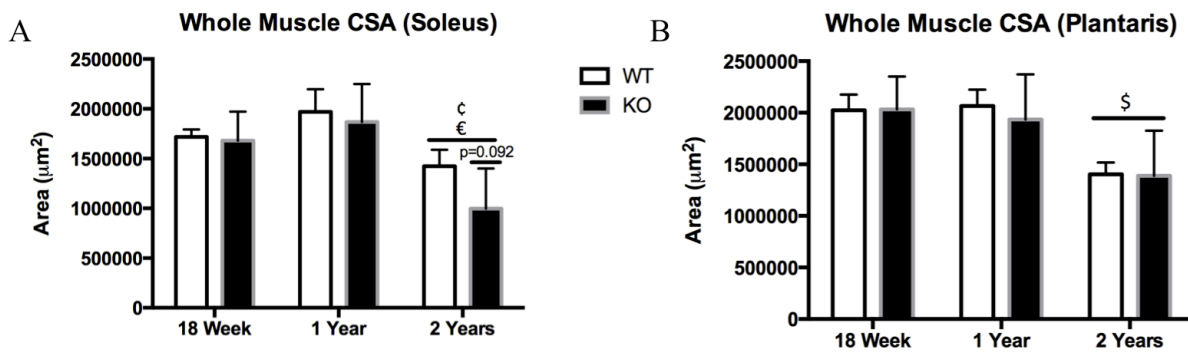 A
Whole Muscle CSA (Soleus)
Area (μm²)
2500000
2000000
1500000
1000000
500000
0
¢
€
p=0.092
18 Week
1 Year
2 Years
WT
KO
B
Whole Muscle CSA (Plantaris)
Area (μm²)
2500000
2000000
1500000
1000000
500000
0
$
18 Week
1 Year
2 Years